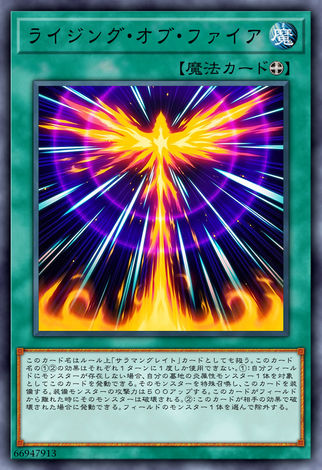 ライジング・オブ・ファイア 魔
【魔法カード】
このカード名はルール上「サラマングレイト」カードとしても扱う。このカード
名の①②の効果はそれぞれ1ターンに1度しか使用できない。①:自分フィール
ドにモンスターが存在しない場合、自分の墓地の炎属性モンスター1体を対象
としてこのカードを発動できる。そのモンスターを特殊召喚し、このカードを装
備する。装備モンスターの攻撃力は500アップする。このカードがフィールド
から離れた時にそのモンスターは破壊される。②:このカードが相手の効果で破
壊された場合に発動できる。フィールドのモンスター1体を選んで除外する。
66947913